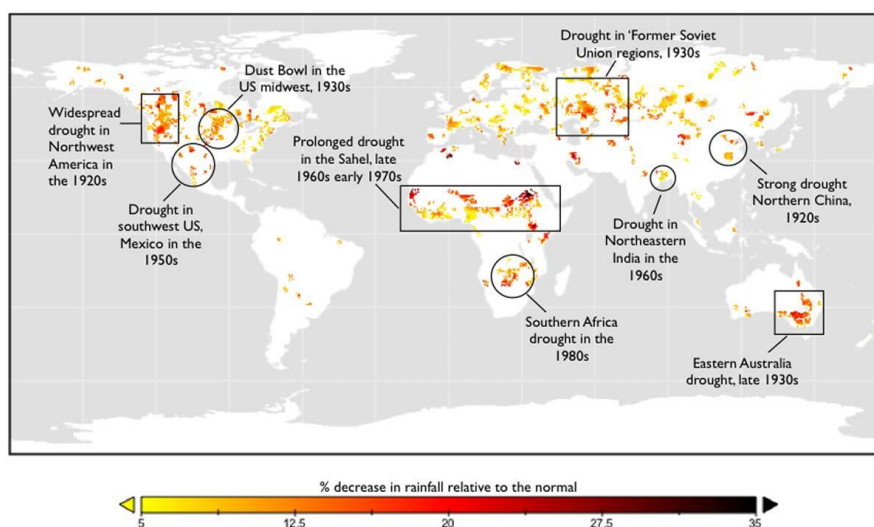 Drought in 'Former Soviet
Union regions, 1930s
Dust Bowl in the
US midwest, 1930s
Widespread
drought in
Northwest
America in
the 1920s
Prolonged drought
in the Sahel, late
1960s early 1970s
Strong drought
Northern China,
1920s
Drought in
southwest US,
Mexico in the
1950s
Drought in
Northeastern
India in the
1960s
Southern Africa
drought in the
1980s
Eastern Australia
drought, late 1930s
% decrease in rainfall relative to the normal
5 12.5 20 27.5 35